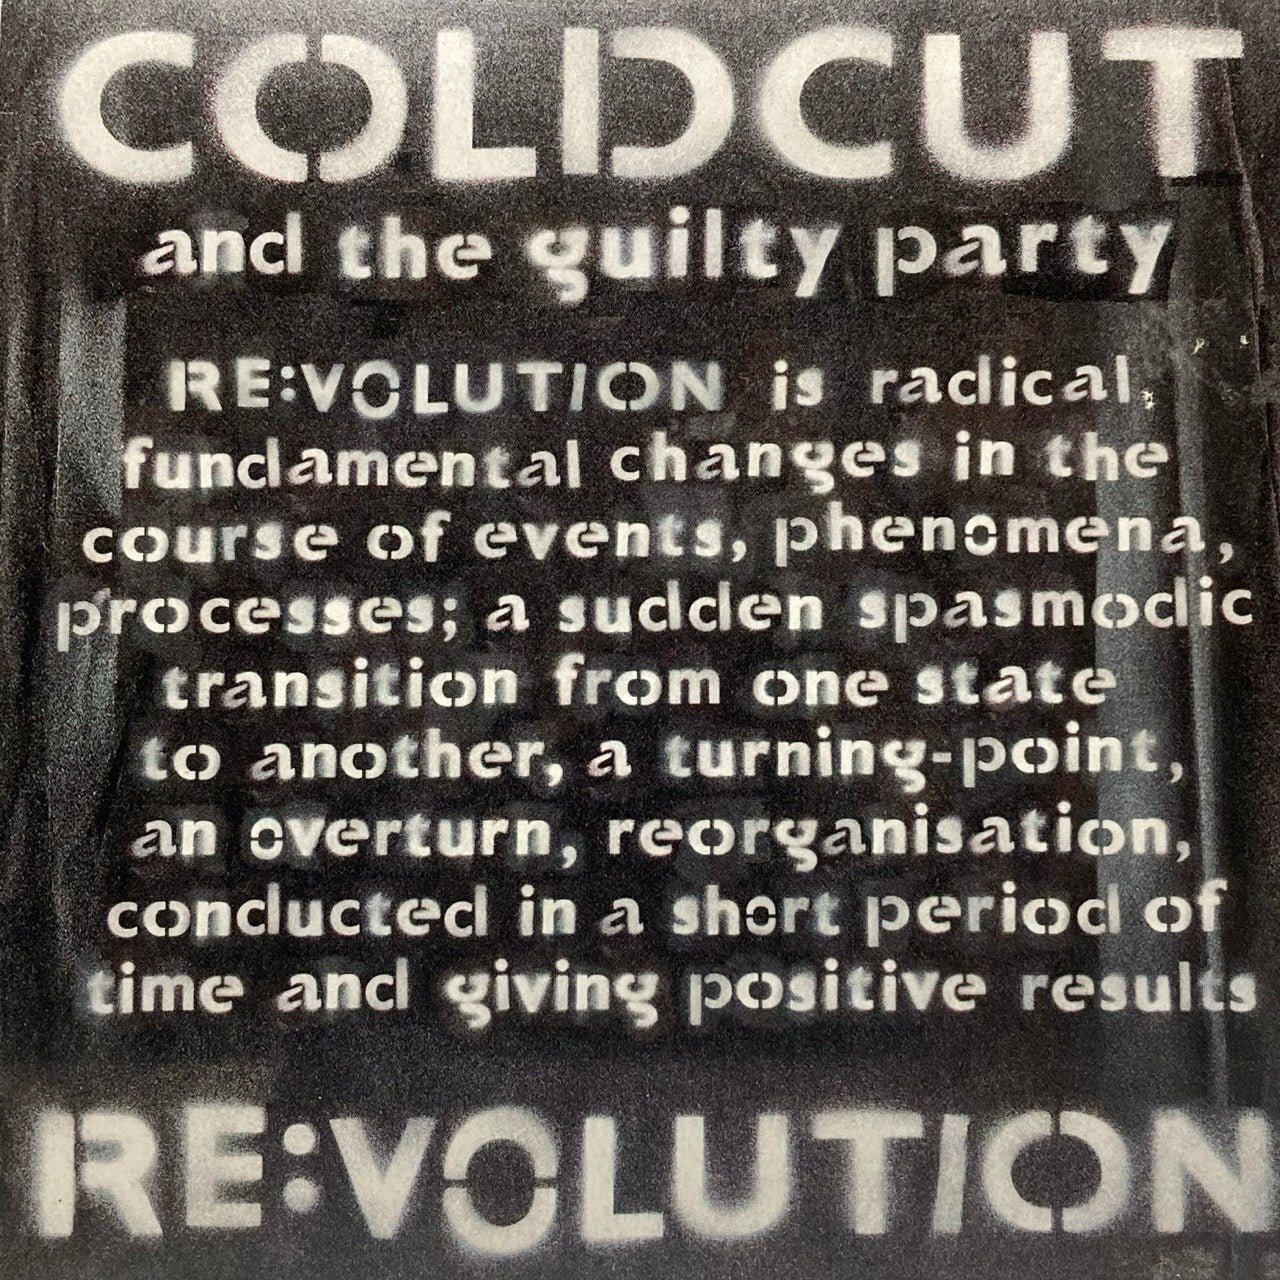 COLDCUT
and the guilty party
RE:VOLUTION is radical,
fundamental changes in the
course of events, phenomena,
processes; a sudden spasmodic
transition from one state
to another, a turning-point,
an overturn, reorganisation,
conducted in a short period of
time and giving positive results
RE:VOLUTION